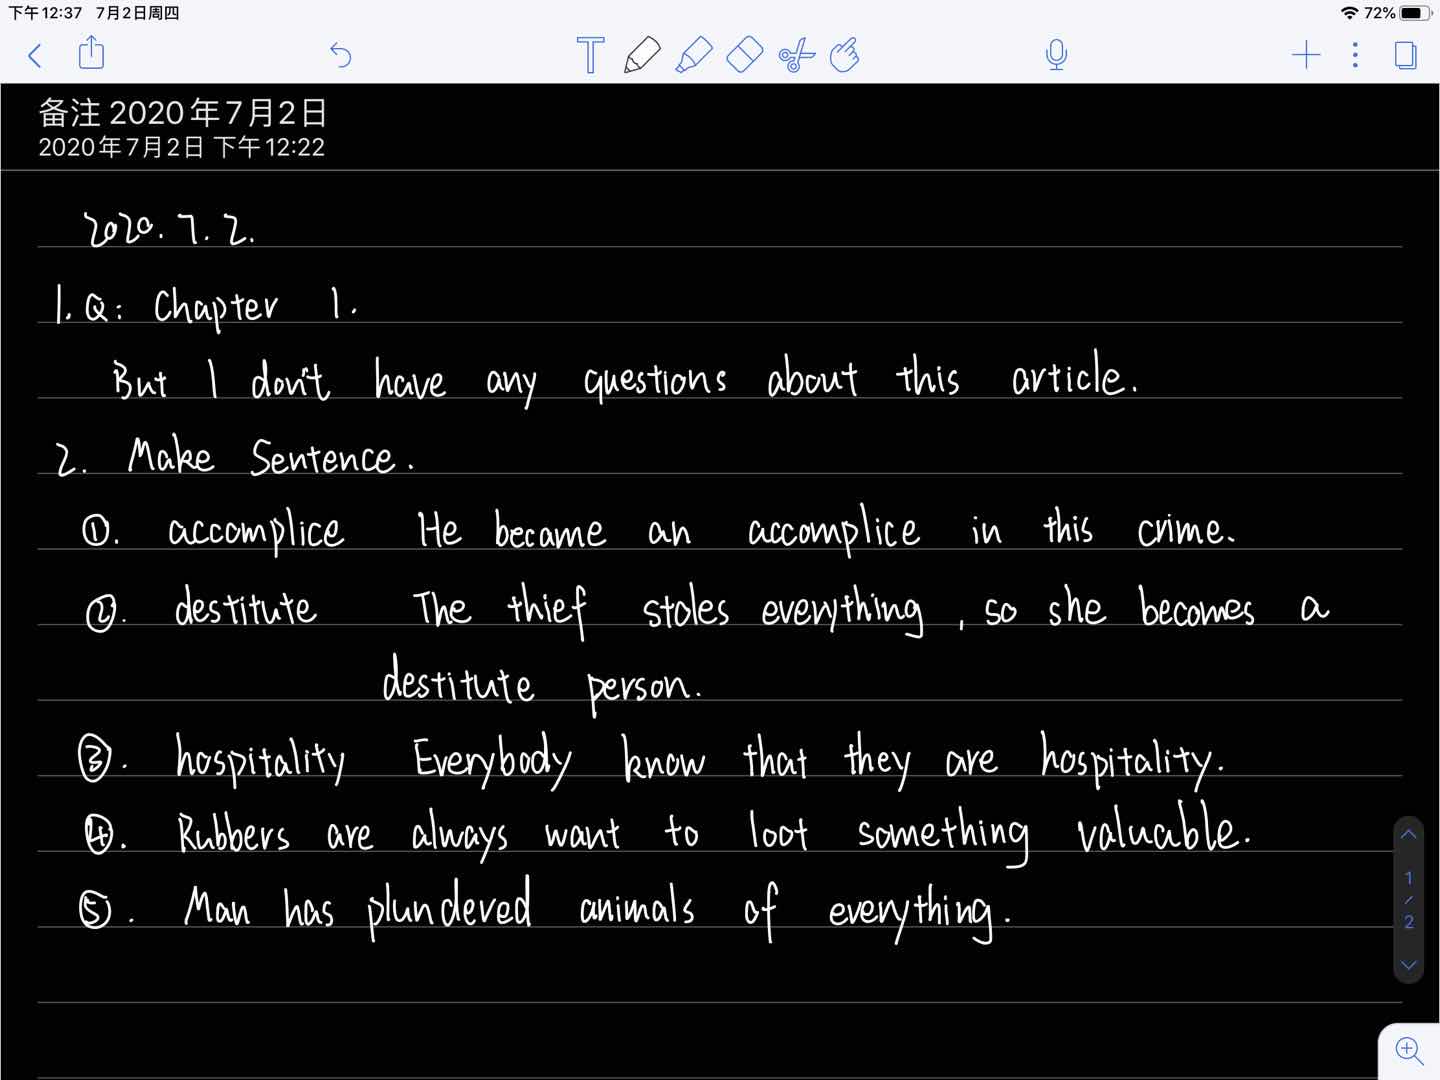 下午12:37 7月2日周四
72%
备注 2020年7月2日
2020年7月2日 下午12:22
2020. 7. 2.
1. Q: Chapter 1.
But I don't have any questions about this article.
2. Make Sentence.
①. accomplice He became an accomplice in this crime.
②. destitute The thief stoles everything, so she becomes a
destitute person.
③. hospitality Everybody know that they are hospitality.
④. Rubbers are always want to loot something valuable.
⑤. Man has plundeved animals of everything.
1
/
2